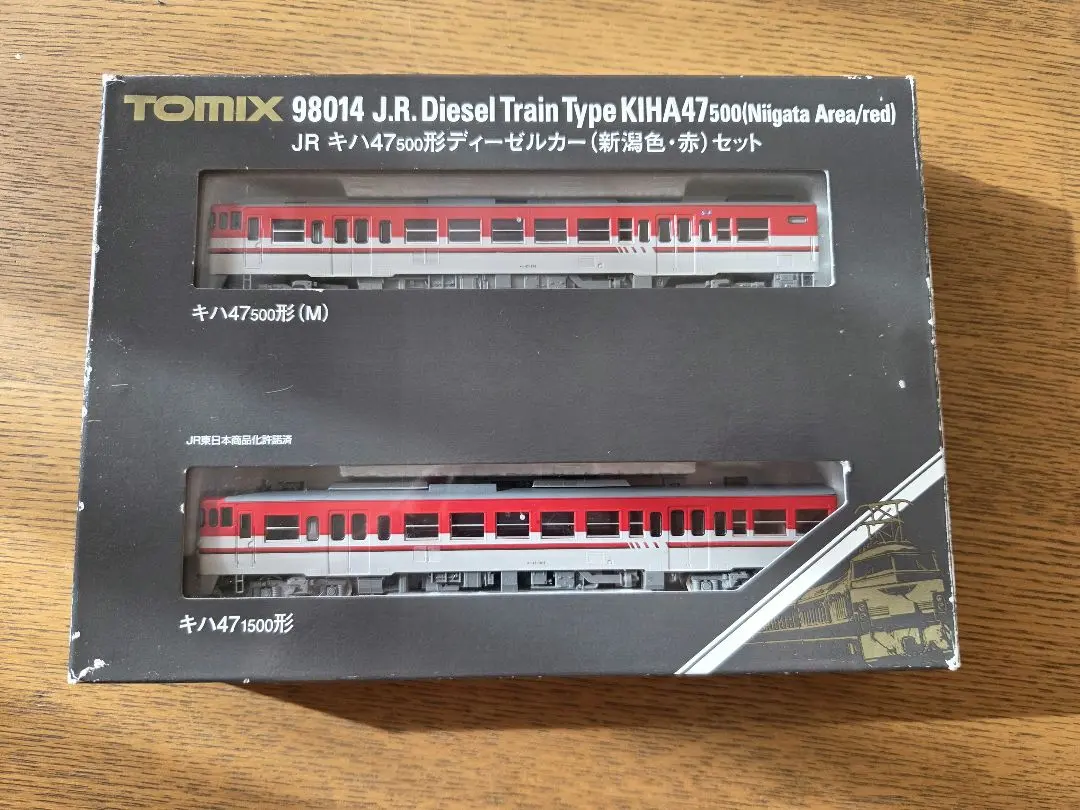 TOMIX 98014 J.R. Diesel Train Type KIHA47 500(Niigata Area/red)
JR キハ47 500形ディーゼルカー(新潟色・赤)セット
キハ47 500形(M)
JR東日本商品化許諾済
キハ47 1500形